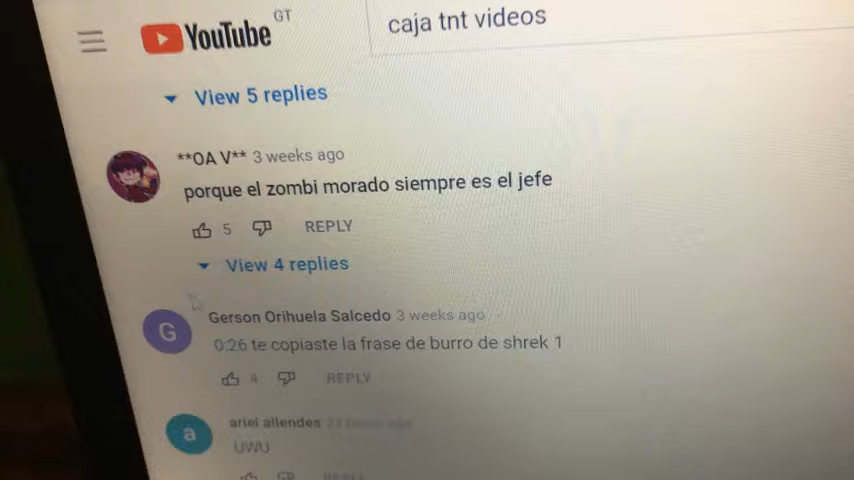 YouTube GT
caja tnt videos
View 5 replies
**OA V** 3 weeks ago
porque el zombi morado siempre es el jefe
5 REPLY
View 4 replies
G
Gerson Orihuela Salcedo 3 weeks ago
0:26 te copiaste la frase de burro de shrek 1
4 REPLY
a
ariel allendes
UWU
REPLY